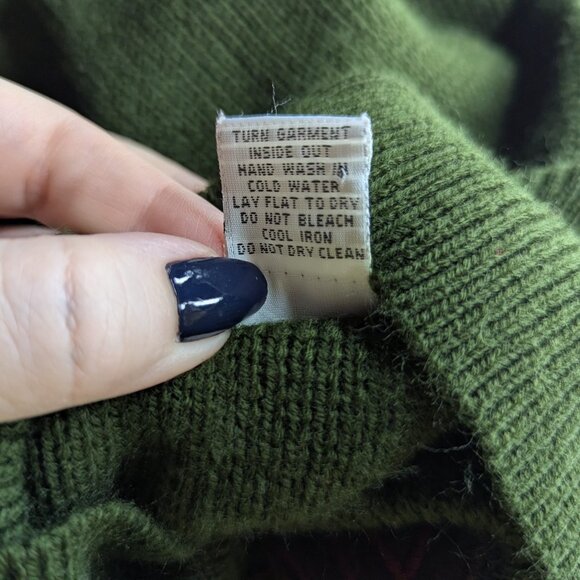 TURN GARMENT
INSIDE OUT
HAND WASH IN
COLD WATER
LAY FLAT TO DRY
DO NOT BLEACH
COOL IRON
DO NOT DRY CLEAN